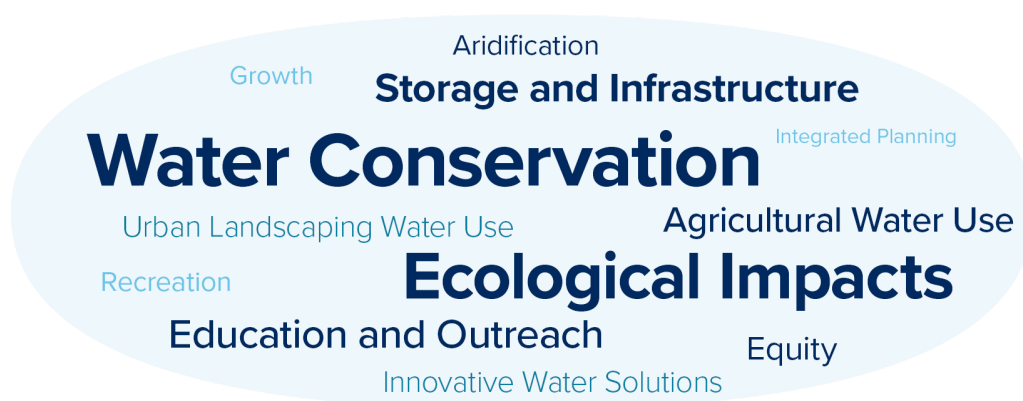 Aridification
Growth
Storage and Infrastructure
Water Conservation
Integrated Planning
Urban Landscaping Water Use
Agricultural Water Use
Recreation
Ecological Impacts
Education and Outreach
Equity
Innovative Water Solutions